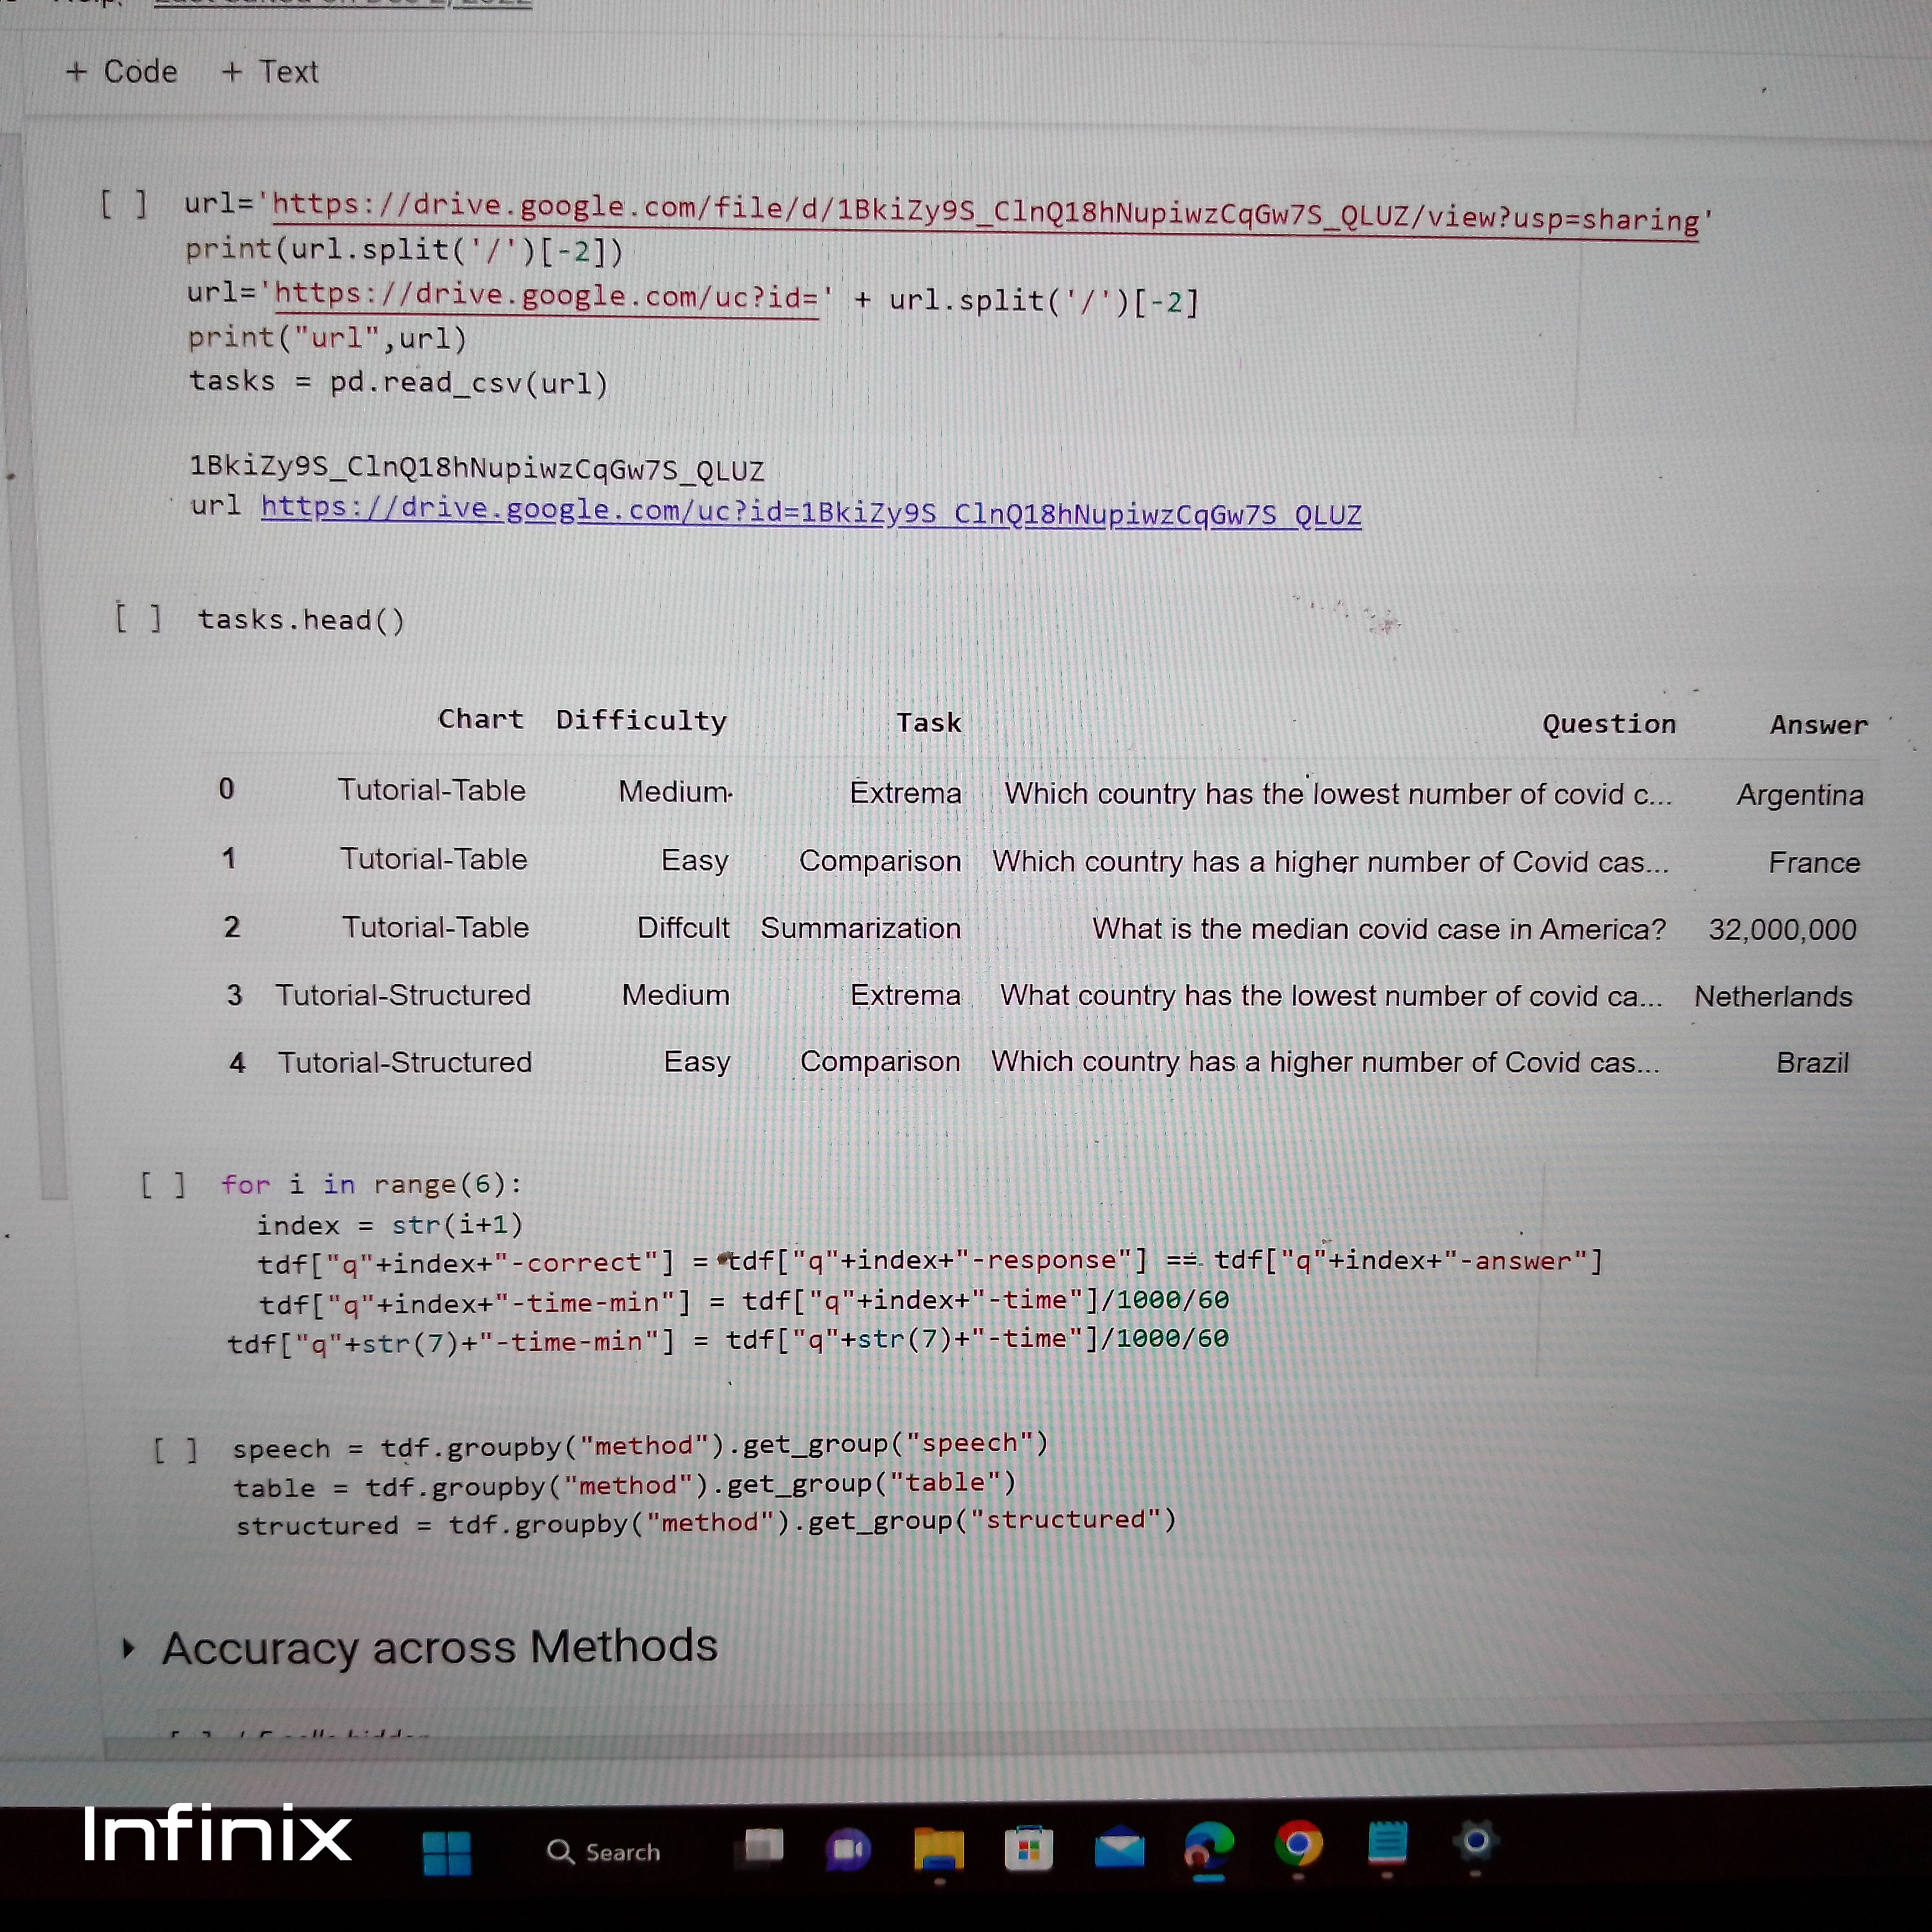 Last edited on Dec 2, 2022
+ Code + Text
[ ] url='https://drive.google.com/file/d/1BkiZy9S_ClnQ18hNupiwzCqGw7S_QLUZ/view?usp=sharing'
print(url.split('/')[-2])
url='https://drive.google.com/uc?id=' + url.split('/')[-2]
print("url",url)
tasks = pd.read_csv(url)
1BkiZy9S_ClnQ18hNupiwzCqGw7S_QLUZ
url https://drive.google.com/uc?id=1BkiZy9S_ClnQ18hNupiwzCqGw7S_QLUZ
[ ] tasks.head()
Chart Difficulty Task Question Answer
0 Tutorial-Table Medium Extrema Which country has the lowest number of covid c... Argentina
1 Tutorial-Table Easy Comparison Which country has a higher number of Covid cas... France
2 Tutorial-Table Diffcult Summarization What is the median covid case in America? 32,000,000
3 Tutorial-Structured Medium Extrema What country has the lowest number of covid ca... Netherlands
4 Tutorial-Structured Easy Comparison Which country has a higher number of Covid cas... Brazil
[ ] for i in range(6):
index = str(i+1)
tdf["q"+index+"-correct"] = tdf["q"+index+"-response"] == tdf["q"+index+"-answer"]
tdf["q"+index+"-time-min"] = tdf["q"+index+"-time"]/1000/60
tdf["q"+str(7)+"-time-min"] = tdf["q"+str(7)+"-time"]/1000/60
[ ] speech = tdf.groupby("method").get_group("speech")
table = tdf.groupby("method").get_group("table")
structured = tdf.groupby("method").get_group("structured")
Accuracy across Methods
Infinix
Search